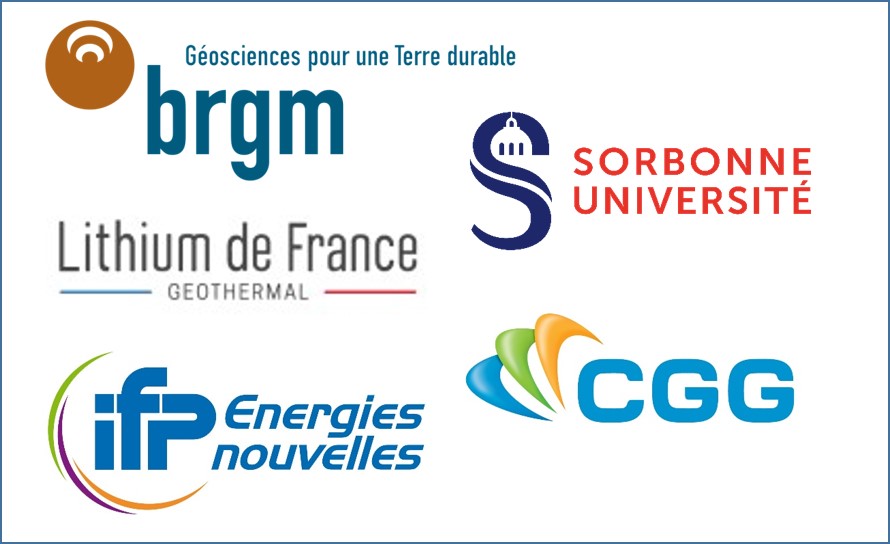 Géosciences pour une Terre durable
brgm
SORBONNE
UNIVERSITÉ
Lithium de France
GEOTHERMAL
CGG
ifp Energies
nouvelles